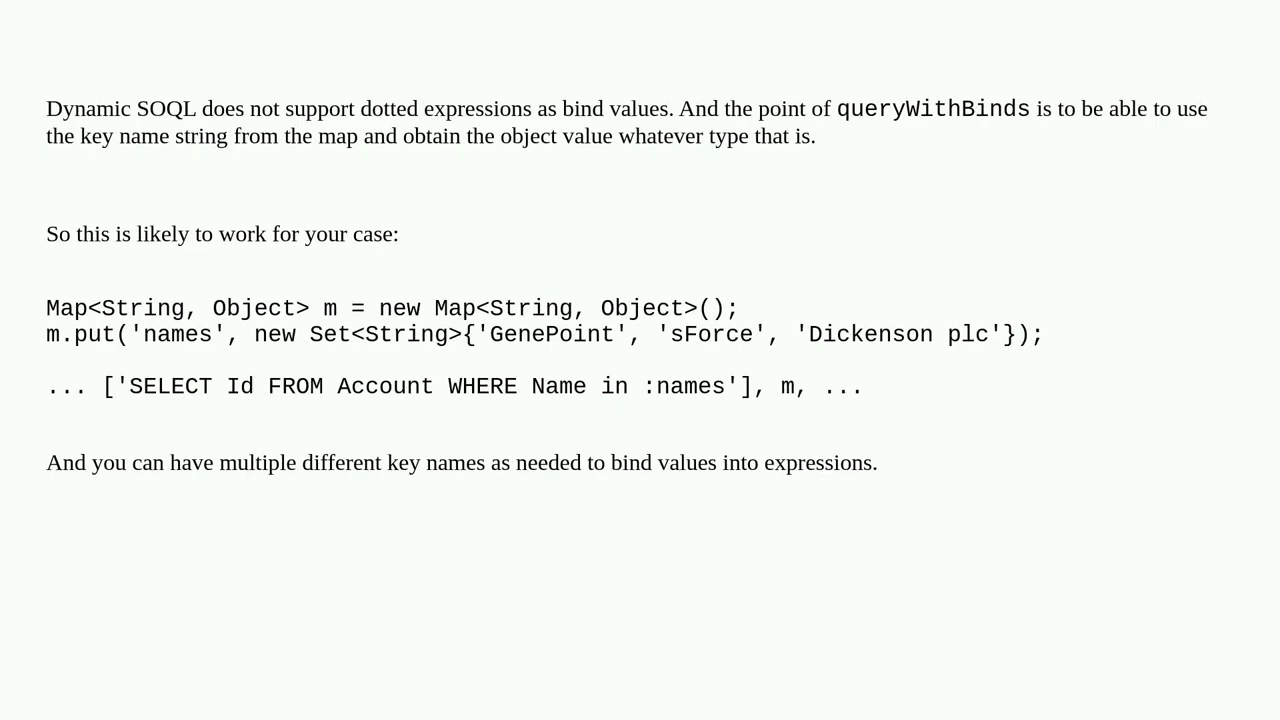 Dynamic SOQL does not support dotted expressions as bind values. And the point of queryWithBinds is to be able to use
the key name string from the map and obtain the object value whatever type that is.
So this is likely to work for your case:
Map<String, Object> m = new Map<String, Object>();
m.put('names', new Set<String>{'GenePoint', 'sForce', 'Dickenson plc'});
... ['SELECT Id FROM Account WHERE Name in :names'], m, ...
And you can have multiple different key names as needed to bind values into expressions.